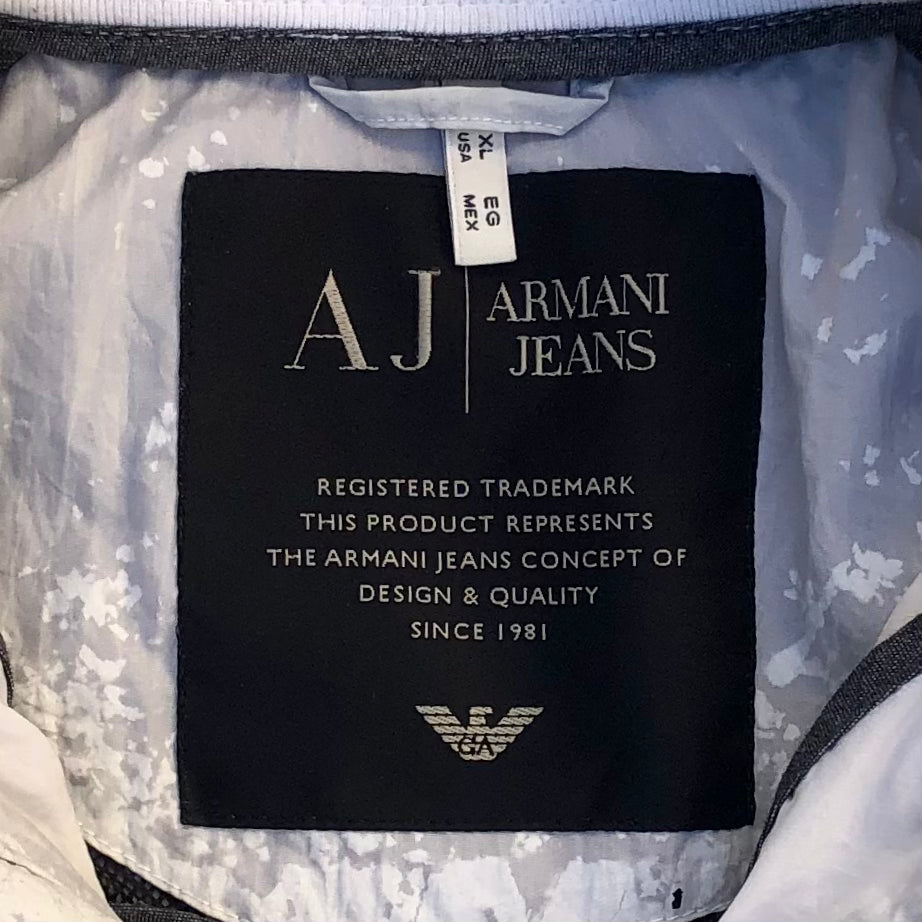 XL EG
USA MEX
AJ ARMANI
JEANS
REGISTERED TRADEMARK
THIS PRODUCT REPRESENTS
THE ARMANI JEANS CONCEPT OF
DESIGN & QUALITY
SINCE 1981
GA